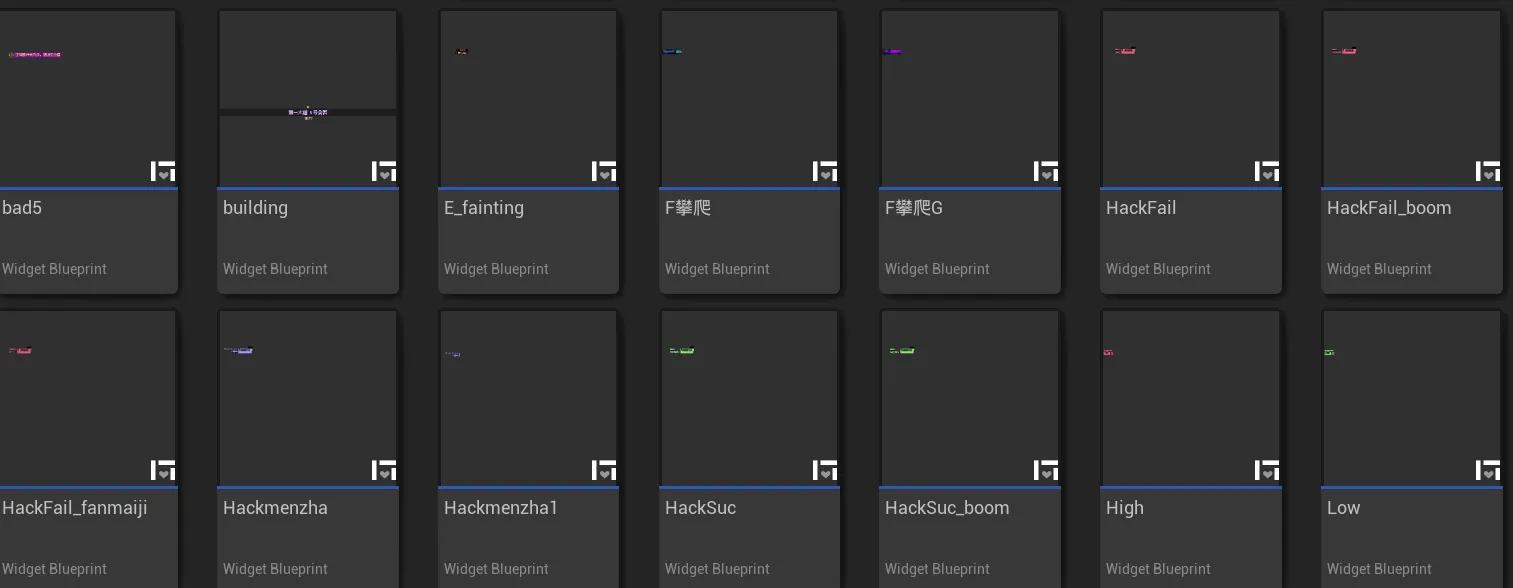 bad5
building
E_fainting
F攀爬
F攀爬G
HackFail
HackFail_boom
Widget Blueprint
Widget Blueprint
Widget Blueprint
Widget Blueprint
Widget Blueprint
Widget Blueprint
Widget Blueprint
HackFail_fanmaiji
Hackmenzha
Hackmenzha1
HackSuc
HackSuc_boom
High
Low
Widget Blueprint
Widget Blueprint
Widget Blueprint
Widget Blueprint
Widget Blueprint
Widget Blueprint
Widget Blueprint